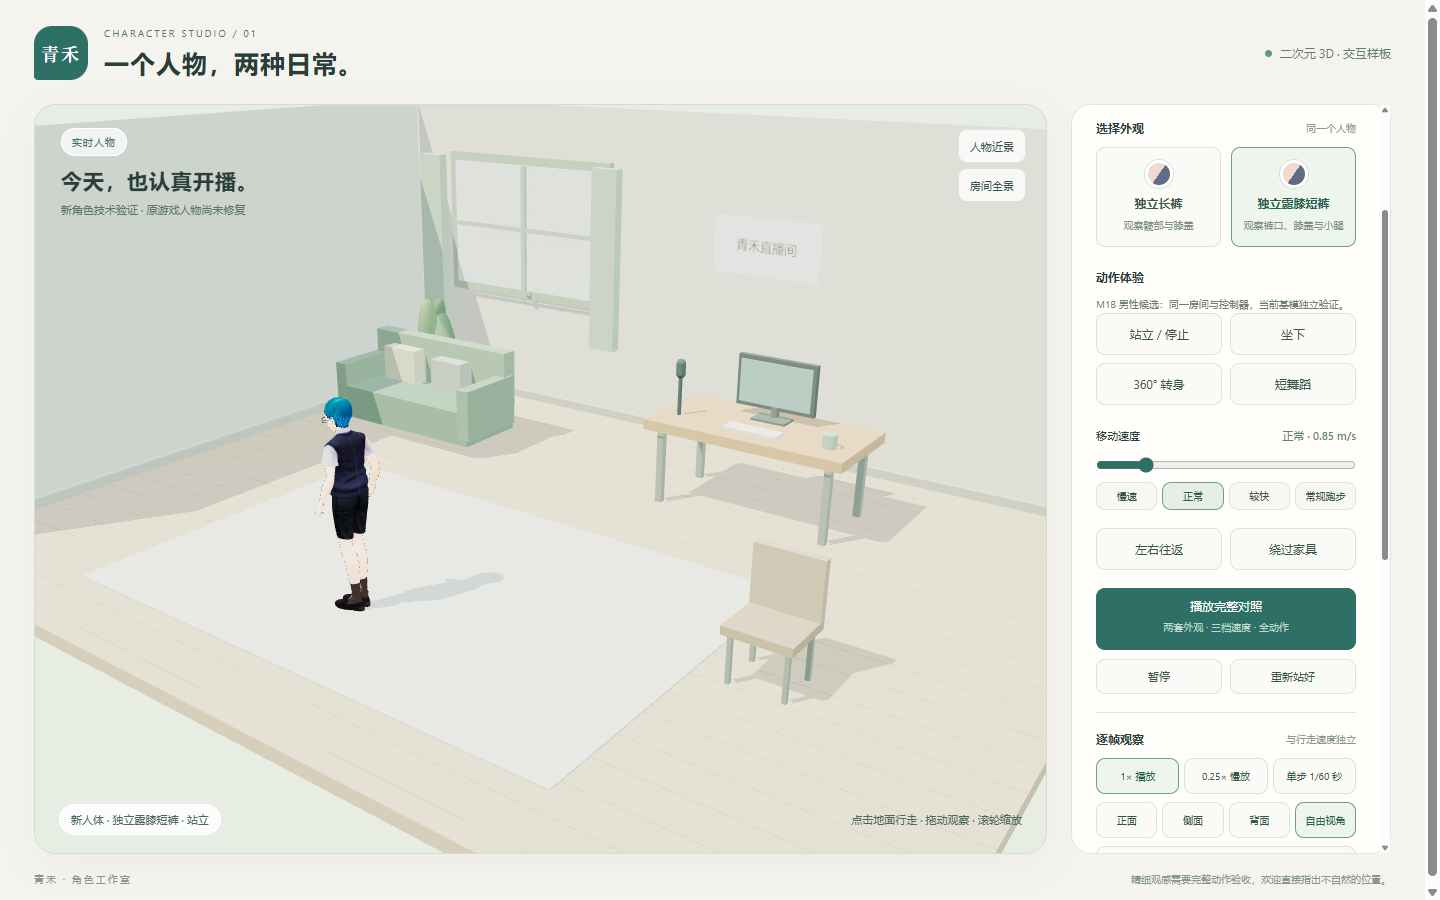 青禾
CHARACTER STUDIO / 01
一个人物，两种日常。
二次元 3D · 交互样板
实时人物
今天，也认真开播。
新角色技术验证 · 原游戏人物尚未修复
人物近景
房间全景
青禾直播间
新人体 · 独立露膝短裤 · 站立
点击地面行走 · 拖动观察 · 滚轮缩放
选择外观
同一个人物
独立长裤
观察髋部与膝盖
独立露膝短裤
观察裤口、膝盖与小腿
动作体验
M18 男性候选：同一房间与控制器，当前基模独立验证。
站立 / 停止
坐下
360° 转身
短舞蹈
移动速度
正常 · 0.85 m/s
慢速
正常
较快
常规跑步
左右往返
绕过家具
播放完整对照
两套外观 · 三档速度 · 全动作
暂停
重新站好
逐帧观察
与行走速度独立
1× 播放
0.25× 慢放
单步 1/60 秒
正面
侧面
背面
自由视角
青禾 · 角色工作室
精细观感需要完整动作验收，欢迎直接指出不自然的位置。